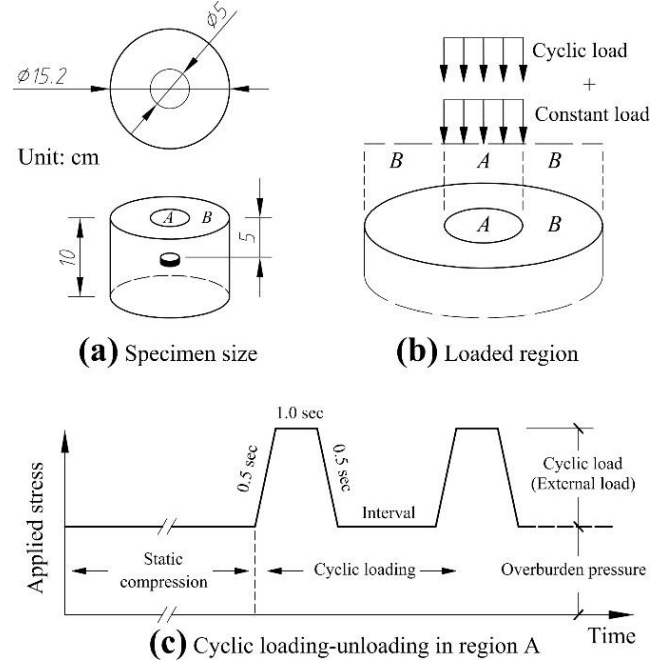 Φ5
Φ15.2
Unit: cm
A
B
10
5
(a) Specimen size
Cyclic load
+
Constant load
B
A
B
A
B
(b) Loaded region
Applied stress
1.0 sec
0.5 sec
0.5 sec
Interval
Cyclic load
(External load)
Static
compression
Cyclic loading
Overburden pressure
(c) Cyclic loading-unloading in region A
Time